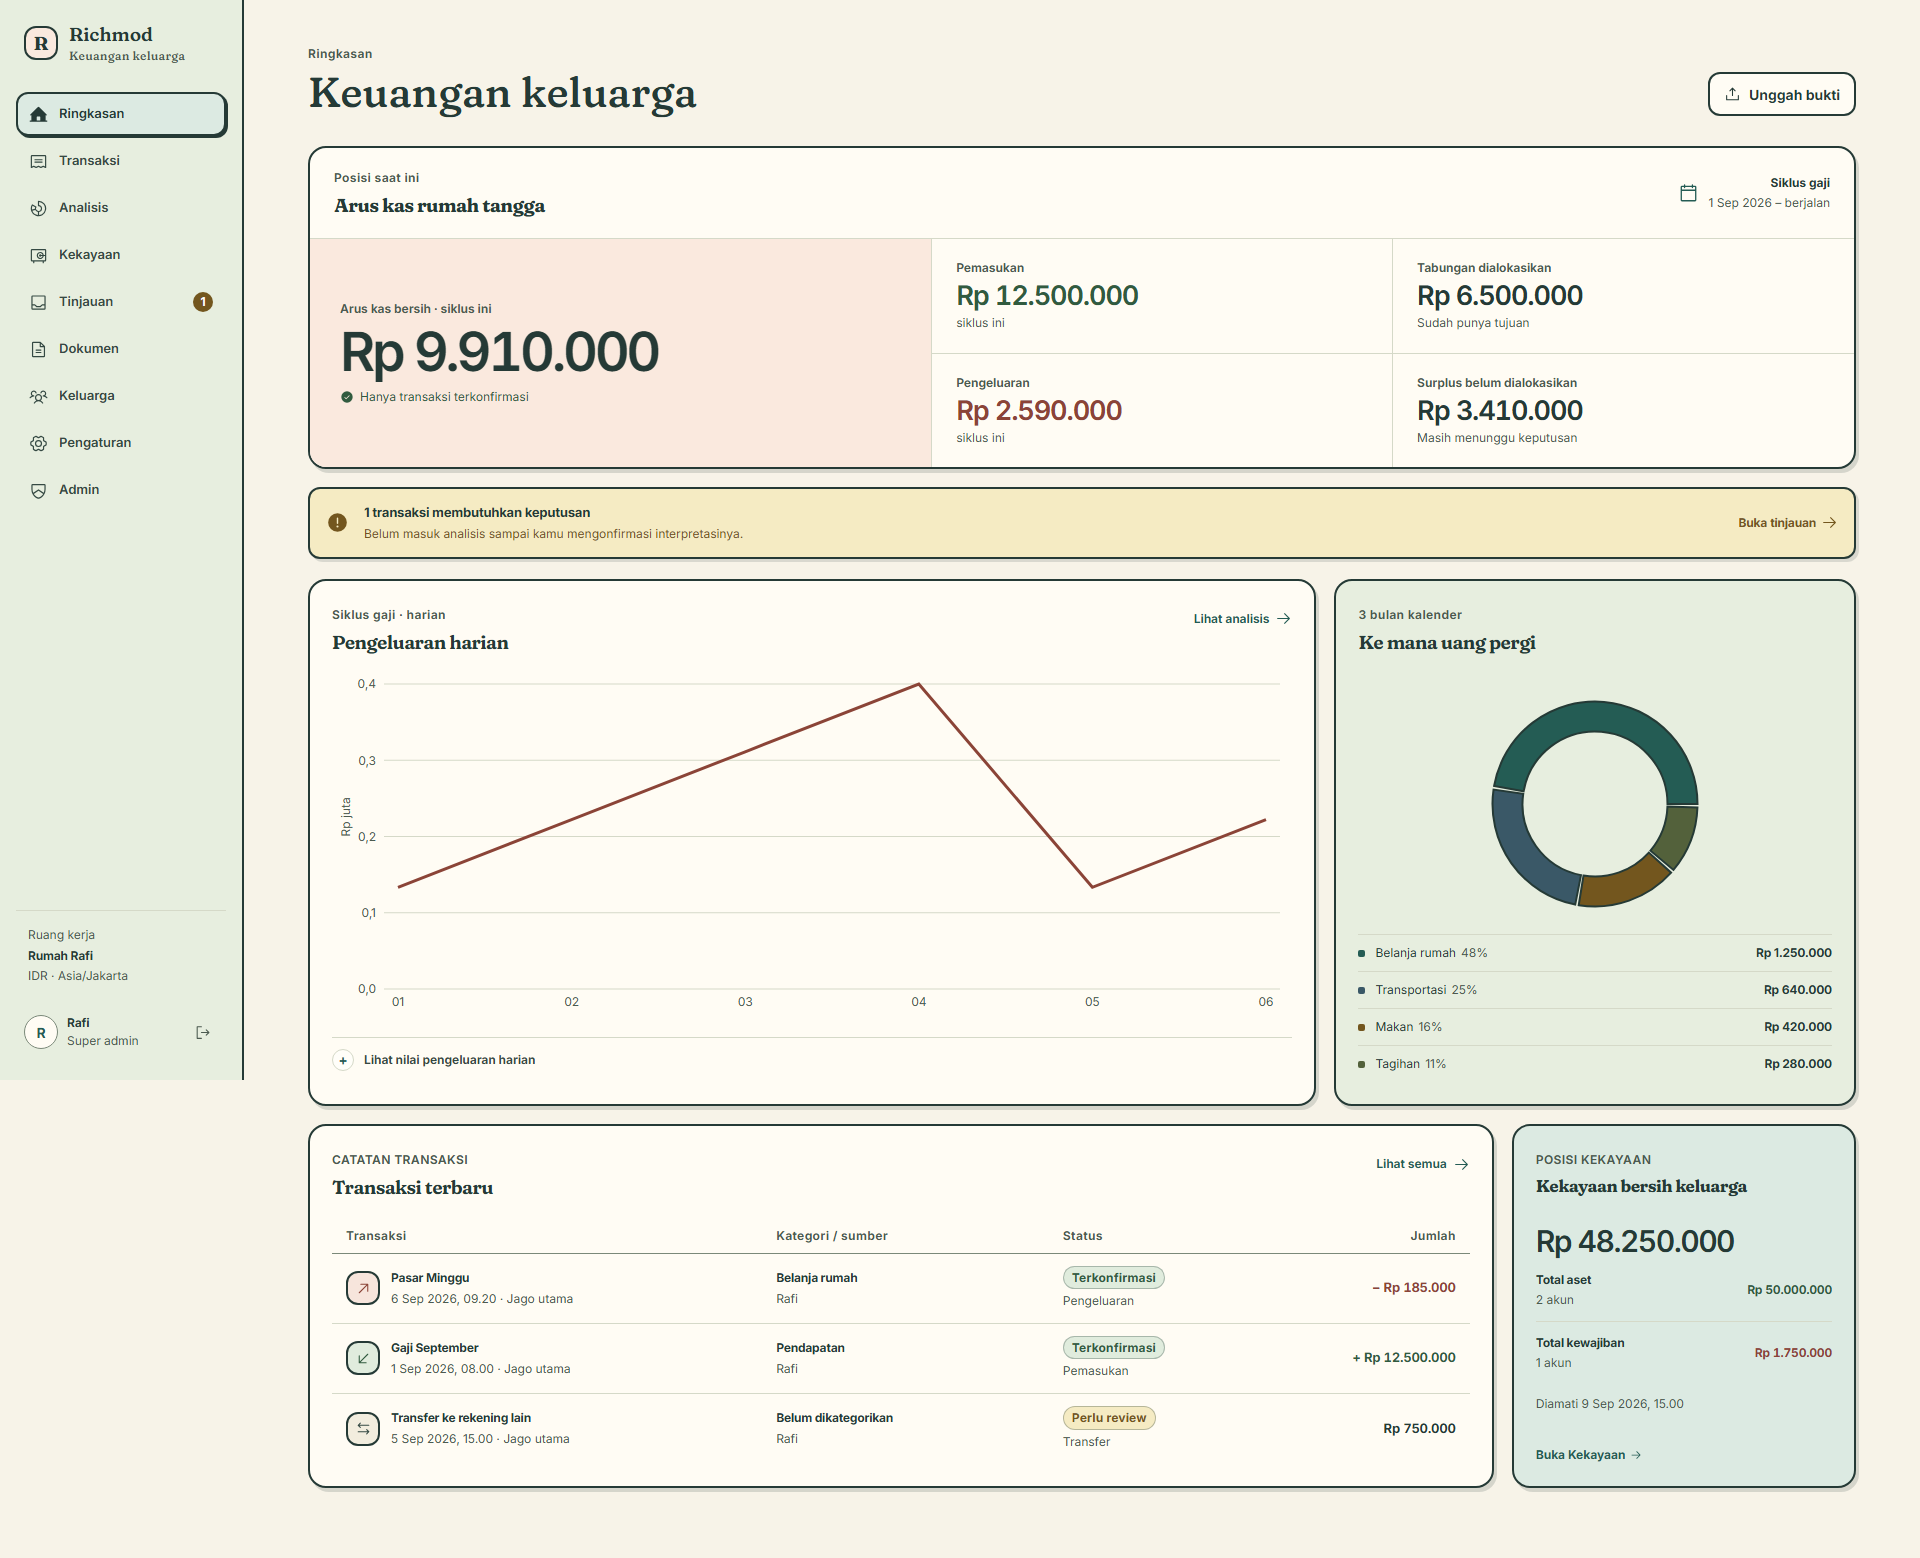 R
Richmod
Keuangan keluarga
Ringkasan
Transaksi
Analisis
Kekayaan
Tinjauan
1
Dokumen
Keluarga
Pengaturan
Admin
Ruang kerja
Rumah Rafi
IDR · Asia/Jakarta
R
Rafi
Super admin
Ringkasan
Keuangan keluarga
Unggah bukti
Posisi saat ini
Arus kas rumah tangga
Siklus gaji
1 Sep 2026 – berjalan
Arus kas bersih · siklus ini
Rp 9.910.000
Hanya transaksi terkonfirmasi
Pemasukan
Rp 12.500.000
siklus ini
Tabungan dialokasikan
Rp 6.500.000
Sudah punya tujuan
Pengeluaran
Rp 2.590.000
siklus ini
Surplus belum dialokasikan
Rp 3.410.000
Masih menunggu keputusan
1 transaksi membutuhkan keputusan
Belum masuk analisis sampai kamu mengonfirmasi interpretasinya.
Buka tinjauan →
Siklus gaji · harian
Pengeluaran harian
Lihat analisis →
Rp juta
0,4
0,3
0,2
0,1
0,0
01 02 03 04 05 06
+ Lihat nilai pengeluaran harian
3 bulan kalender
Ke mana uang pergi
Belanja rumah 48% Rp 1.250.000
Transportasi 25% Rp 640.000
Makan 16% Rp 420.000
Tagihan 11% Rp 280.000
CATATAN TRANSAKSI
Transaksi terbaru
Lihat semua →
Transaksi Kategori / sumber Status Jumlah
Pasar Minggu Belanja rumah Terkonfirmasi – Rp 185.000
6 Sep 2026, 09.20 · Jago utama Rafi Pengeluaran
Gaji September Pendapatan Terkonfirmasi + Rp 12.500.000
1 Sep 2026, 08.00 · Jago utama Rafi Pemasukan
Transfer ke rekening lain Belum dikategorikan Perlu review Rp 750.000
5 Sep 2026, 15.00 · Jago utama Rafi Transfer
POSISI KEKAYAAN
Kekayaan bersih keluarga
Rp 48.250.000
Total aset
2 akun
Rp 50.000.000
Total kewajiban
1 akun
Rp 1.750.000
Diamati 9 Sep 2026, 15.00
Buka Kekayaan →